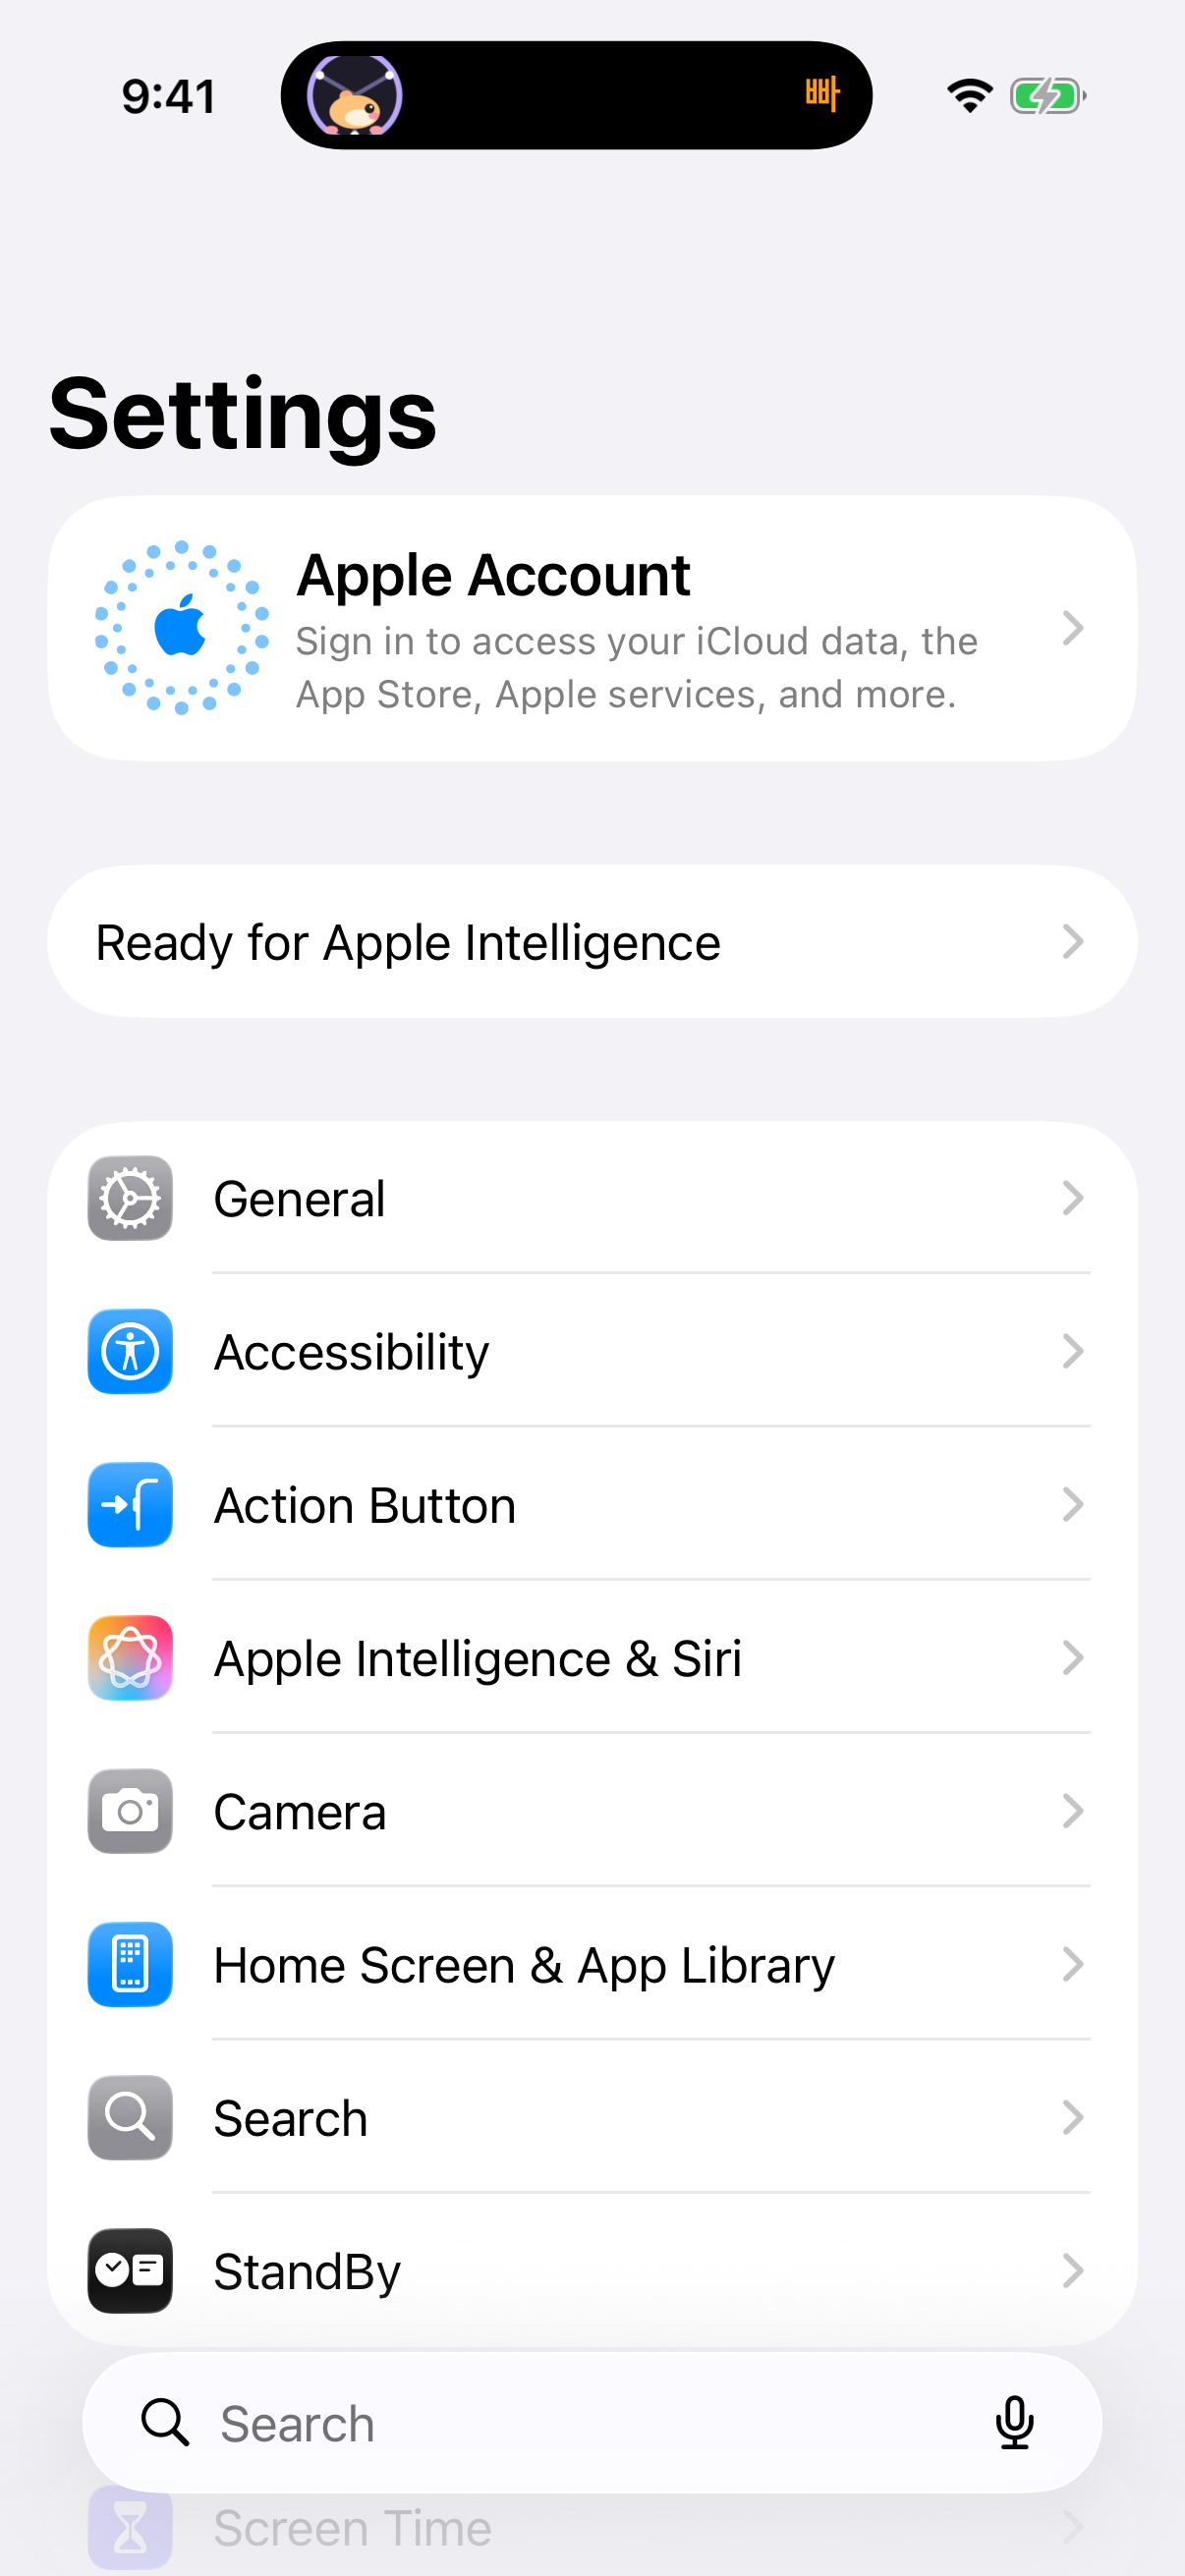 9:41
빠
Settings
Apple Account
Sign in to access your iCloud data, the
App Store, Apple services, and more.
Ready for Apple Intelligence
General
Accessibility
Action Button
Apple Intelligence & Siri
Camera
Home Screen & App Library
Search
StandBy
Search
Screen Time